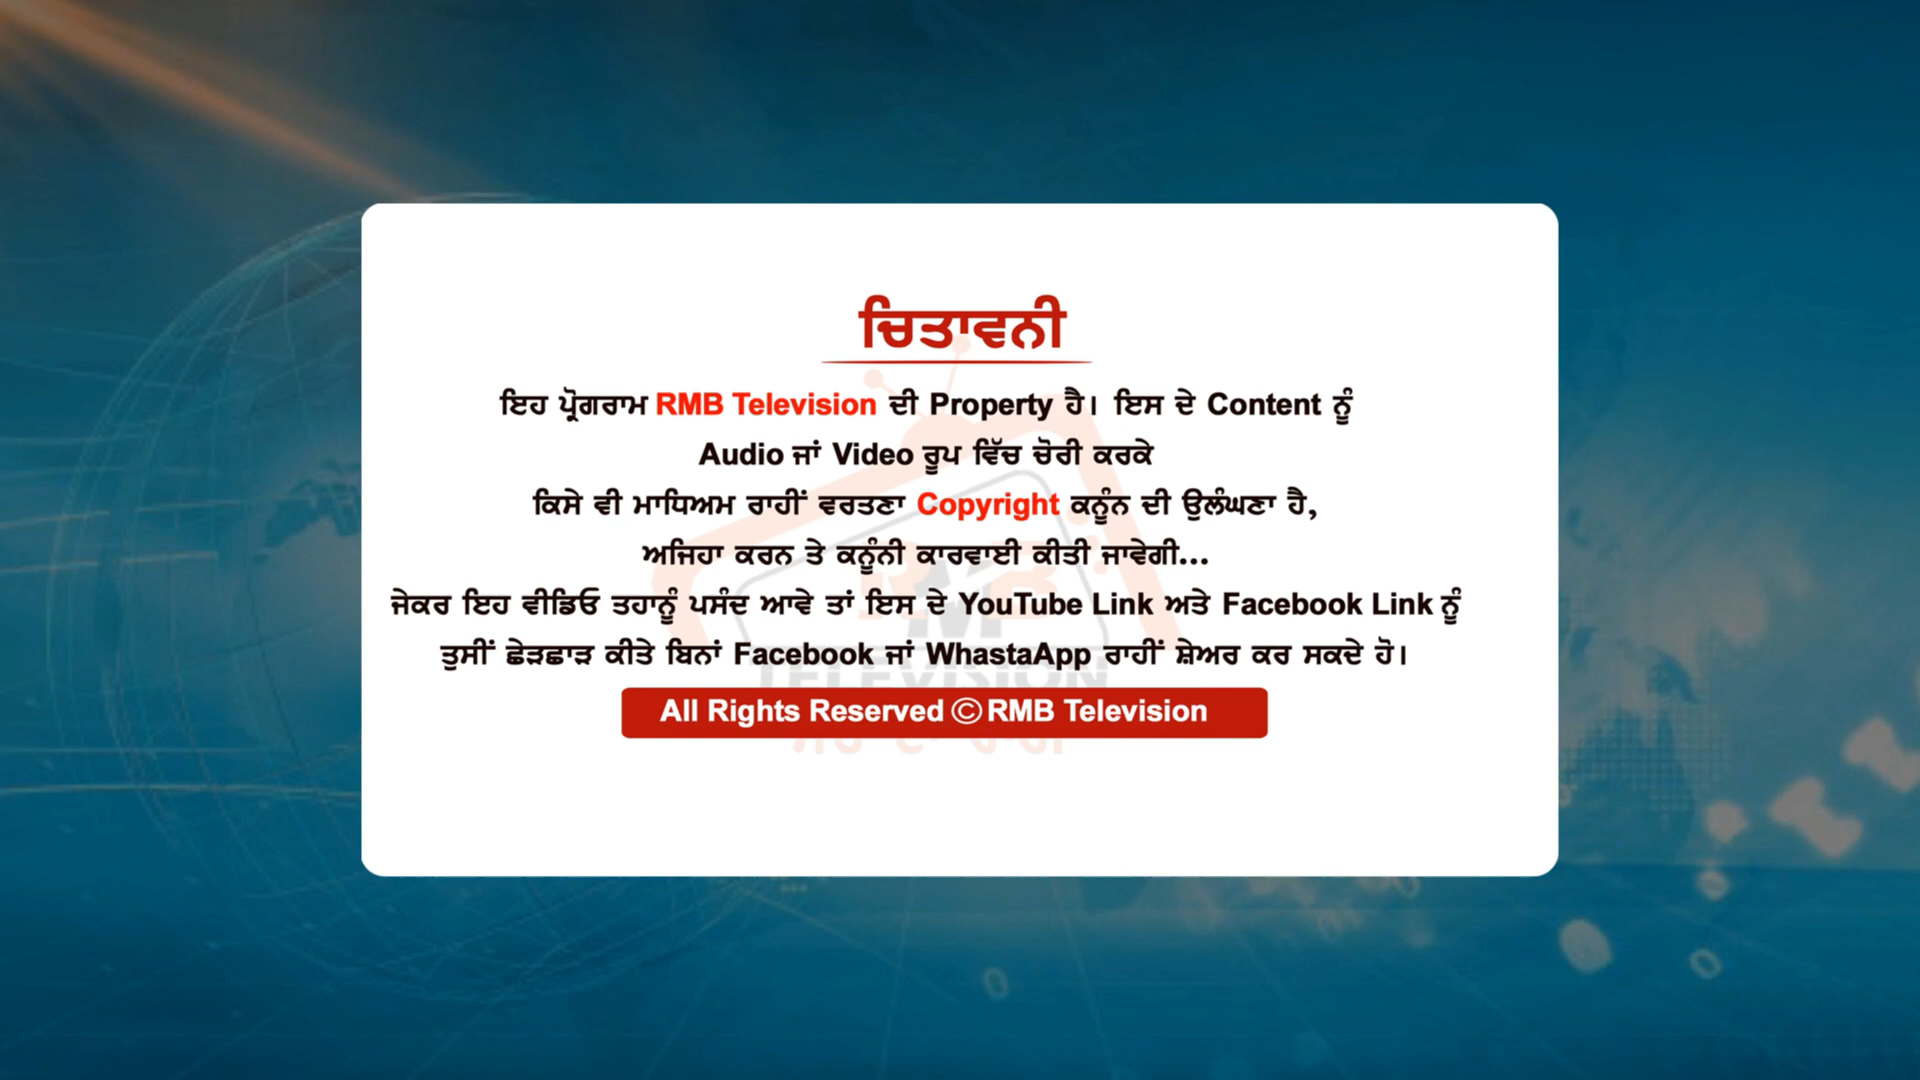 ਚਿਤਾਵਨੀ
ਇਹ ਪ੍ਰੋਗਰਾਮ RMB Television ਦੀ Property ਹੈ। ਇਸ ਦੇ Content ਨੂੰ
Audio ਜਾਂ Video ਰੂਪ ਵਿੱਚ ਚੋਰੀ ਕਰਕੇ
ਕਿਸੇ ਵੀ ਮਾਧਿਅਮ ਰਾਹੀਂ ਵਰਤਣਾ Copyright ਕਨੂੰਨ ਦੀ ਉਲੰਘਣਾ ਹੈ,
ਅਜਿਹਾ ਕਰਨ ਤੇ ਕਨੂੰਨੀ ਕਾਰਵਾਈ ਕੀਤੀ ਜਾਵੇਗੀ...
ਜੇਕਰ ਇਹ ਵੀਡਿਓ ਤਹਾਨੂੰ ਪਸੰਦ ਆਵੇ ਤਾਂ ਇਸ ਦੇ YouTube Link ਅਤੇ Facebook Link ਨੂੰ
ਤੁਸੀਂ ਛੇੜਛਾੜ ਕੀਤੇ ਬਿਨਾਂ Facebook ਜਾਂ WhastaApp ਰਾਹੀਂ ਸ਼ੇਅਰ ਕਰ ਸਕਦੇ ਹੋ।
TELEVISION
All Rights Reserved © RMB Television